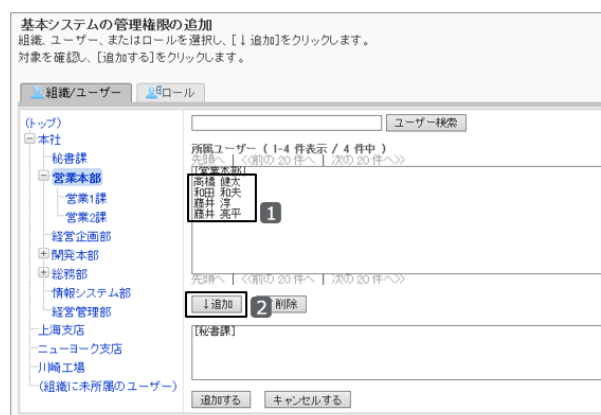 基本システムの管理権限の追加
組織、ユーザー、またはロールを選択し、[↓追加]をクリックします。
対象を確認し、[追加する]をクリックします。
組織/ユーザー
ロール
(トップ)
本社
秘書課
営業本部
営業1課
営業2課
経営企画部
開発本部
総務部
情報システム部
経営管理部
上海支店
ニューヨーク支店
川崎工場
(組織に未所属のユーザー)
ユーザー検索
所属ユーザー ( 1-4 件表示 / 4 件中 )
先頭へ | <<前の 20 件へ | 次の 20 件へ>>
[営業本部]
高橋 健太
和田 和夫
藤井 淳
藤井 亮平
1
先頭へ | <<前の 20 件へ | 次の 20 件へ>>
↓追加
2
削除
[秘書課]
追加する
キャンセルする